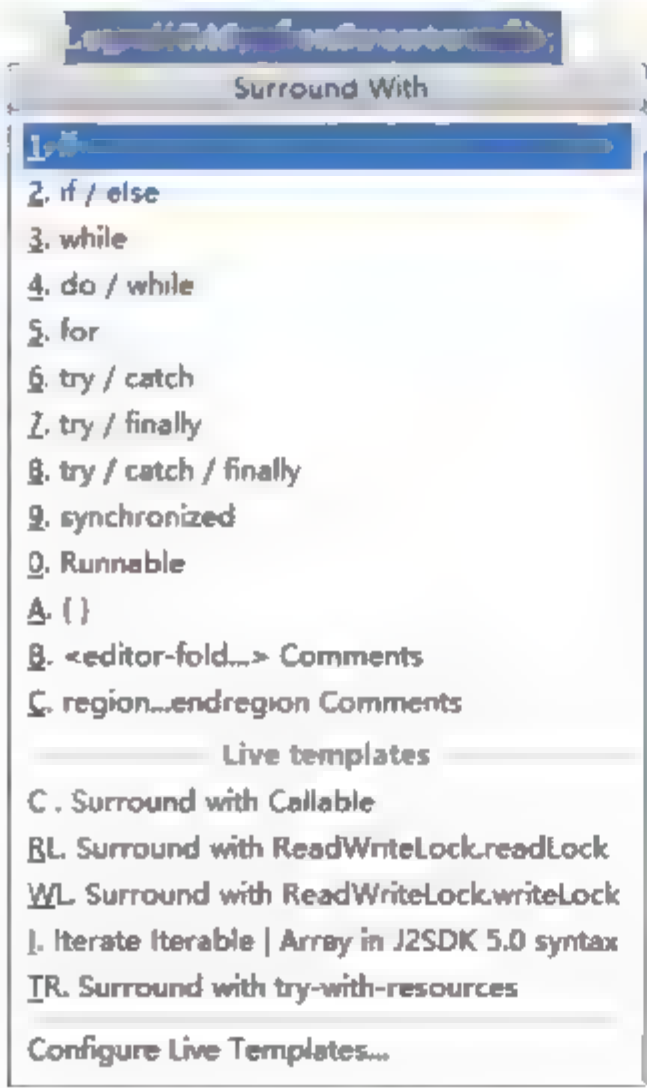 Surround With
1.
2. if / else
3. while
4. do / while
5. for
6. try / catch
7. try / finally
8. try / catch / finally
9. synchronized
0. Runnable
A. { }
B. <editor-fold...> Comments
C. region...endregion Comments
Live templates
C . Surround with Callable
RL. Surround with ReadWriteLock.readLock
WL. Surround with ReadWriteLock.writeLock
I. Iterate Iterable | Array in J2SDK 5.0 syntax
TR. Surround with try-with-resources
Configure Live Templates...